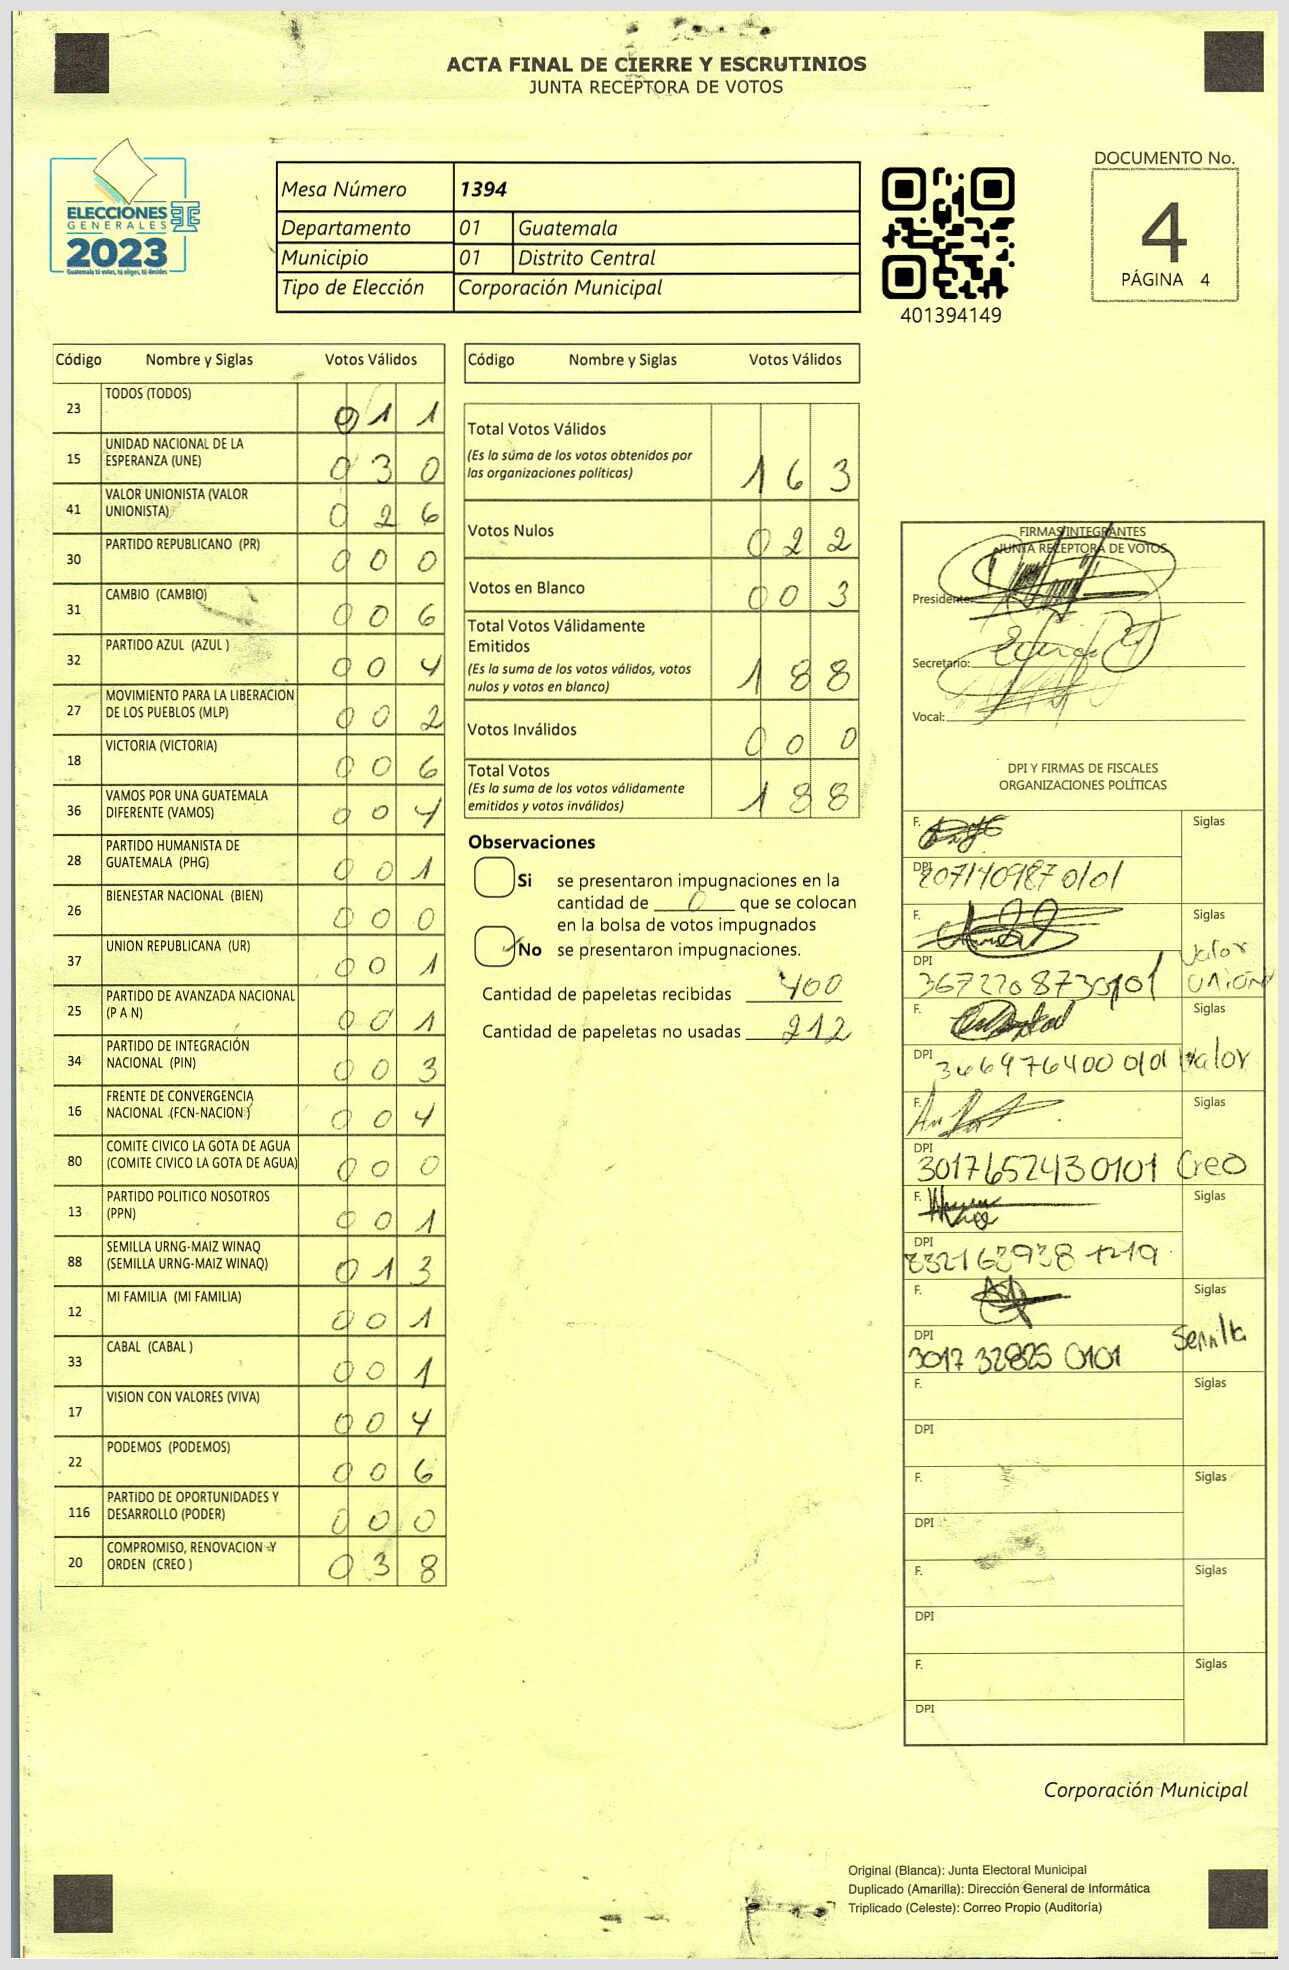 ACTA FINAL DE CIERRE Y ESCRUTINIOS
JUNTA RECEPTORA DE VOTOS
ELECCIONES
GENERALES
2023
Guatemala tú votas, tú eliges, tú decides
Mesa Número 1394
Departamento 01 Guatemala
Municipio 01 Distrito Central
Tipo de Elección Corporación Municipal
401394149
DOCUMENTO No.
4
PÁGINA 4
Código Nombre y Siglas Votos Válidos
23 TODOS (TODOS) 0 1 1
15 UNIDAD NACIONAL DE LA
ESPERANZA (UNE) 0 3 0
41 VALOR UNIONISTA (VALOR
UNIONISTA) 0 2 6
30 PARTIDO REPUBLICANO (PR) 0 0 0
31 CAMBIO (CAMBIO) 0 0 6
32 PARTIDO AZUL (AZUL ) 0 0 4
27 MOVIMIENTO PARA LA LIBERACION
DE LOS PUEBLOS (MLP) 0 0 2
18 VICTORIA (VICTORIA) 0 0 6
36 VAMOS POR UNA GUATEMALA
DIFERENTE (VAMOS) 0 0 4
28 PARTIDO HUMANISTA DE
GUATEMALA (PHG) 0 0 1
26 BIENESTAR NACIONAL (BIEN) 0 0 0
37 UNION REPUBLICANA (UR) 0 0 1
25 PARTIDO DE AVANZADA NACIONAL
(P A N) 0 0 1
34 PARTIDO DE INTEGRACIÓN
NACIONAL (PIN) 0 0 3
16 FRENTE DE CONVERGENCIA
NACIONAL (FCN-NACION ) 0 0 4
80 COMITE CIVICO LA GOTA DE AGUA
(COMITE CIVICO LA GOTA DE AGUA) 0 0 0
13 PARTIDO POLITICO NOSOTROS
(PPN) 0 0 1
88 SEMILLA URNG-MAIZ WINAQ
(SEMILLA URNG-MAIZ WINAQ) 0 1 3
12 MI FAMILIA (MI FAMILIA) 0 0 1
33 CABAL (CABAL ) 0 0 1
17 VISION CON VALORES (VIVA) 0 0 4
22 PODEMOS (PODEMOS) 0 0 6
116 PARTIDO DE OPORTUNIDADES Y
DESARROLLO (PODER) 0 0 0
20 COMPROMISO, RENOVACION Y
ORDEN (CREO ) 0 3 8
Código Nombre y Siglas Votos Válidos
Total Votos Válidos
(Es la suma de los votos obtenidos por
las organizaciones políticas) 1 6 3
Votos Nulos 0 2 2
Votos en Blanco 0 0 3
Total Votos Válidamente
Emitidos
(Es la suma de los votos válidos, votos
nulos y votos en blanco) 1 8 8
Votos Inválidos 0 0 0
Total Votos
(Es la suma de los votos válidamente
emitidos y votos inválidos) 1 8 8
Observaciones
Si se presentaron impugnaciones en la
cantidad de 0 que se colocan
en la bolsa de votos impugnados
No se presentaron impugnaciones.
Cantidad de papeletas recibidas 400
Cantidad de papeletas no usadas 212
FIRMAS INTEGRANTES
JUNTA RECEPTORA DE VOTOS
Presidente:
Secretario:
Vocal:
DPI Y FIRMAS DE FISCALES
ORGANIZACIONES POLÍTICAS
F. Siglas
DPI
F. Siglas
Valor
DPI
3672208730101
F. Siglas
DPI
366976400 0101 Valor
F. Siglas
DPI
3017652430101 Creo
F. Siglas
DPI
F. Siglas
DPI
3017 32825 0101
F. Siglas
DPI
F. Siglas
DPI
F. Siglas
DPI
F. Siglas
DPI
Corporación Municipal
Original (Blanca): Junta Electoral Municipal
Duplicado (Amarilla): Dirección General de Informática
Triplicado (Celeste): Correo Propio (Auditoría)